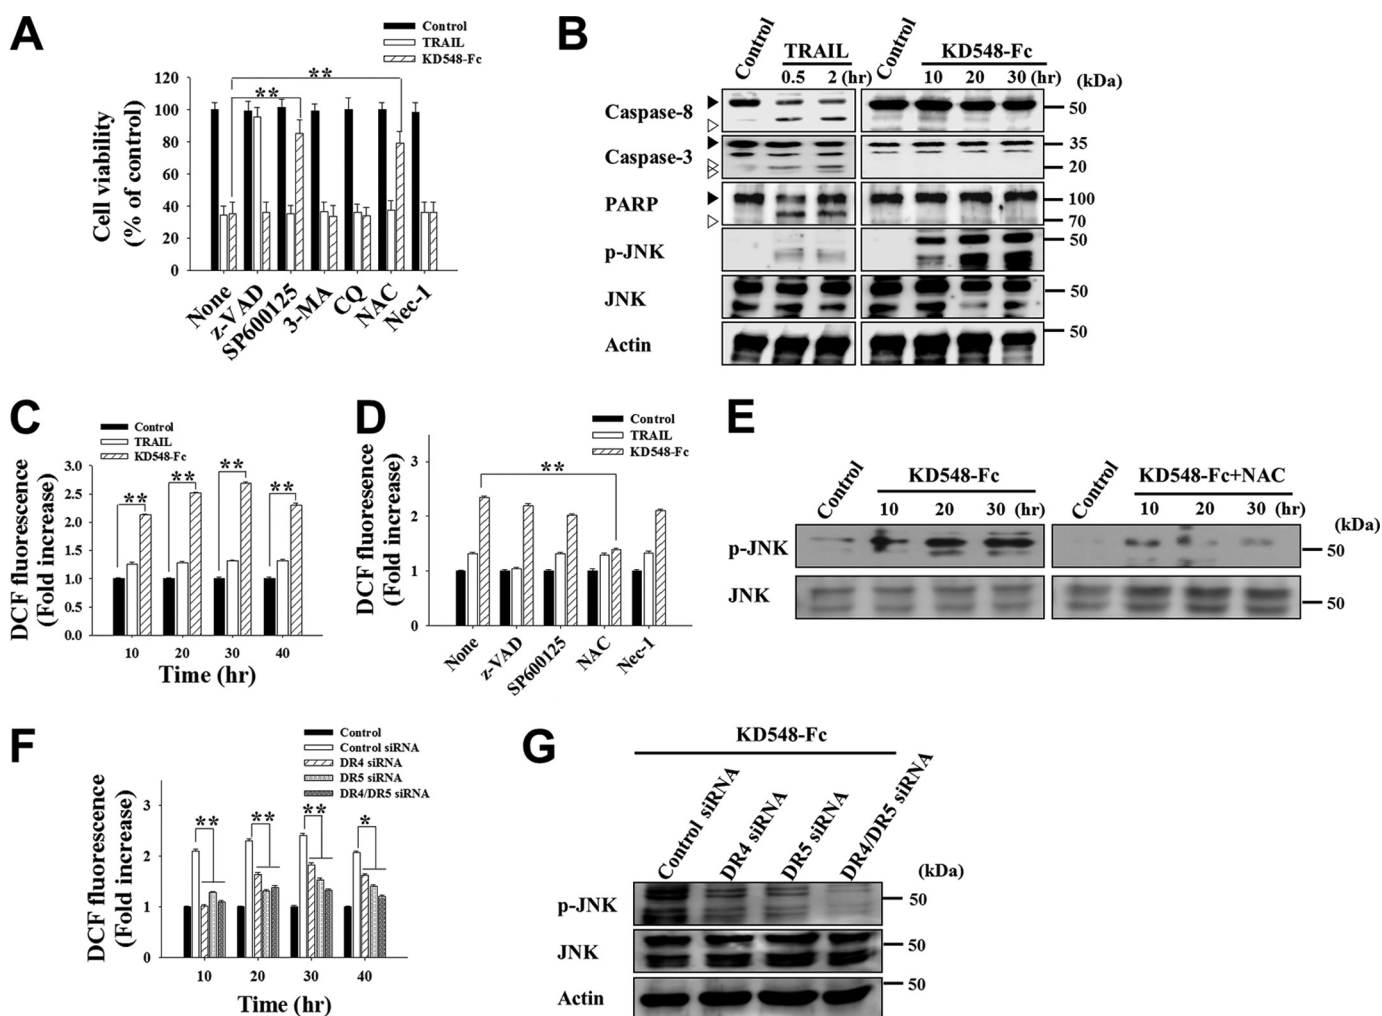 A
Control
TRAIL
KD548-Fc
Cell viability
(% of control)
120
100
80
60
40
20
0
**
**
None
z-VAD
SP600125
3-MA
CQ
NAC
Nec-1
B
Control
TRAIL
0.5 2 (hr)
Control
KD548-Fc
10 20 30 (hr)
(kDa)
Caspase-8
50
Caspase-3
35
20
PARP
100
70
p-JNK
50
JNK
50
Actin
50
C
Control
TRAIL
KD548-Fc
DCF fluorescence
(Fold increase)
3.0
2.5
2.0
1.5
1.0
0.5
0.0
** ** ** **
10 20 30 40
Time (hr)
D
Control
TRAIL
KD548-Fc
DCF fluoresence
(Fold increase)
3
2
1
0
**
None
z-VAD
SP600125
NAC
Nec-1
E
Control
KD548-Fc
10 20 30 (hr)
Control
KD548-Fc+NAC
10 20 30 (hr)
(kDa)
p-JNK
50
JNK
50
F
Control
Control siRNA
DR4 siRNA
DR5 siRNA
DR4/DR5 siRNA
DCF fluorescence
(Fold increase)
3
2
1
0
** ** ** *
10 20 30 40
Time (hr)
G
KD548-Fc
Control siRNA
DR4 siRNA
DR5 siRNA
DR4/DR5 siRNA
(kDa)
p-JNK
50
JNK
50
Actin
50